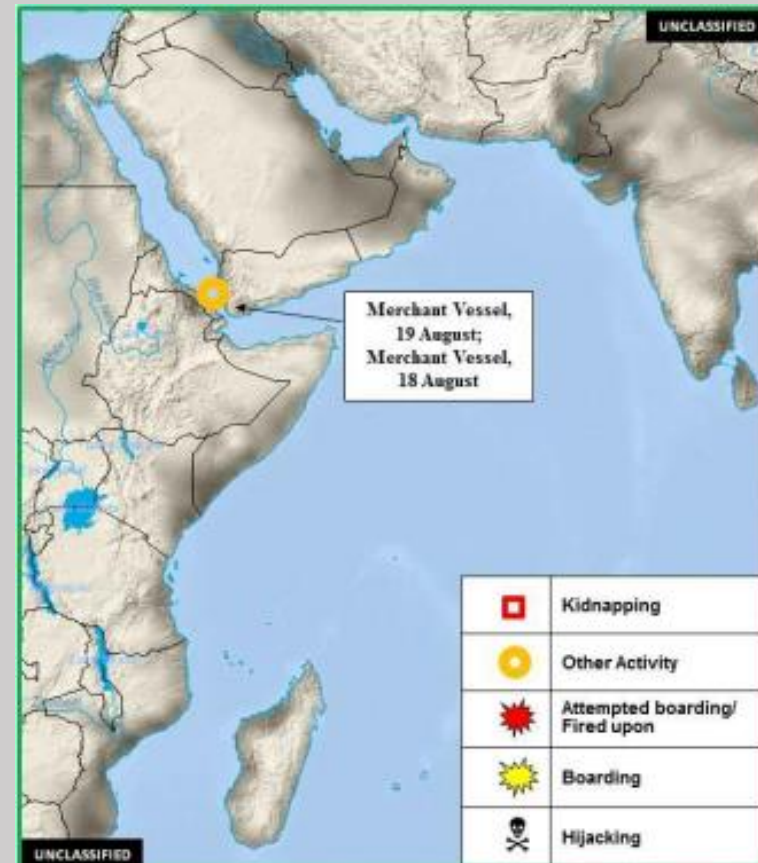 UNCLASSIFIED
Merchant Vessel,
19 August;
Merchant Vessel,
18 August
Kidnapping
Other Activity
Attempted boarding/
Fired upon
Boarding
Hijacking
UNCLASSIFIED